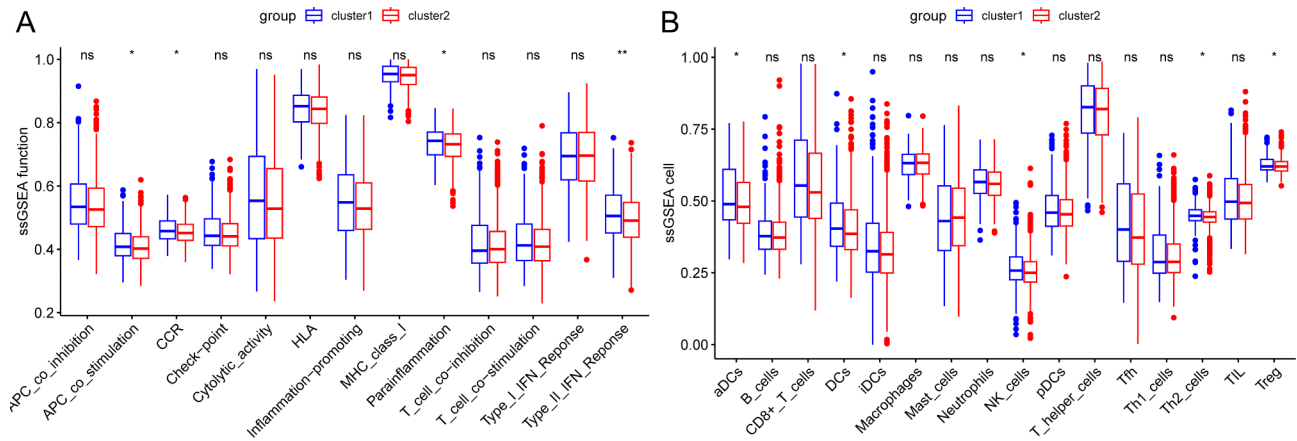 A
group cluster1 cluster2
ns * * ns ns ns ns ns * ns ns ns **
ssGSEA function
1.0
0.8
0.6
0.4
0.2
APC_co_inhibition
APC_co_stimulation
CCR
Check-point
Cytolytic_activity
HLA
Inflammation-promoting
MHC_class_I
Parainflammation
T_cell_co-inhibition
T_cell_co-stimulation
Type_I_IFN_Reponse
Type_II_IFN_Reponse
B
group cluster1 cluster2
* ns ns * ns ns ns ns * ns ns ns ns * ns *
ssGSEA cell
1.00
0.75
0.50
0.25
0.00
aDCs
B_cells
CD8+_T_cells
DCs
iDCs
Macrophages
Mast_cells
Neutrophils
NK_cells
pDCs
T_helper_cells
Tfh
Th1_cells
Th2_cells
TIL
Treg